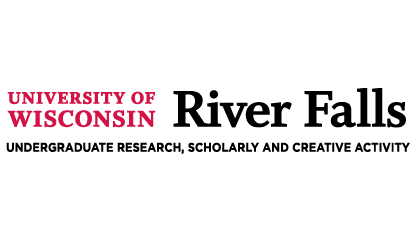 UNIVERSITY OF
WISCONSIN
River Falls
UNDERGRADUATE RESEARCH, SCHOLARLY AND CREATIVE ACTIVITY